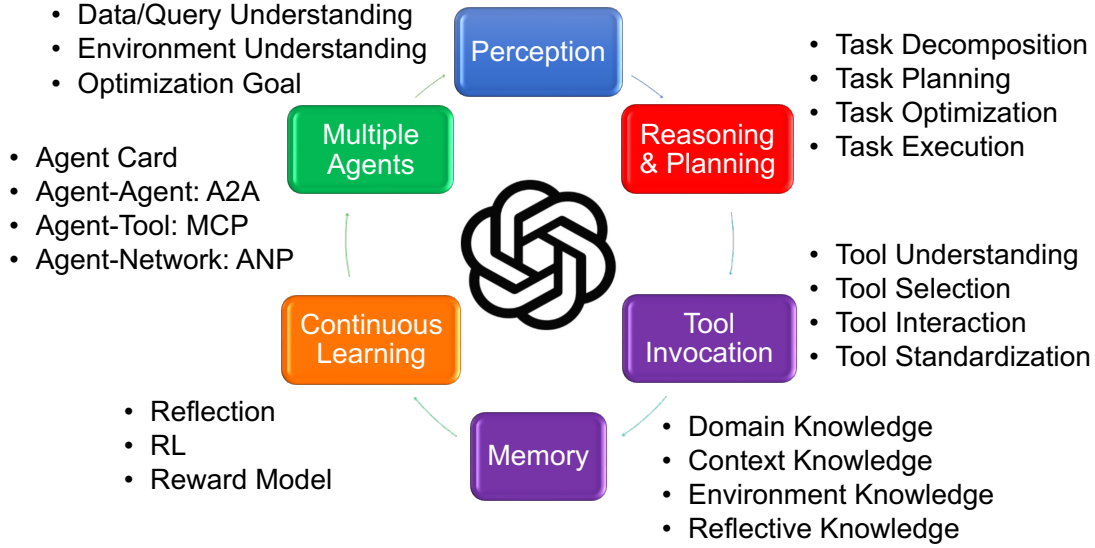 • Data/Query Understanding
• Environment Understanding
• Optimization Goal
Perception
• Task Decomposition
• Task Planning
• Task Optimization
• Task Execution
Reasoning
& Planning
• Tool Understanding
• Tool Selection
• Tool Interaction
• Tool Standardization
Tool
Invocation
• Domain Knowledge
• Context Knowledge
• Environment Knowledge
• Reflective Knowledge
Memory
• Reflection
• RL
• Reward Model
Continuous
Learning
• Agent Card
• Agent-Agent: A2A
• Agent-Tool: MCP
• Agent-Network: ANP
Multiple
Agents